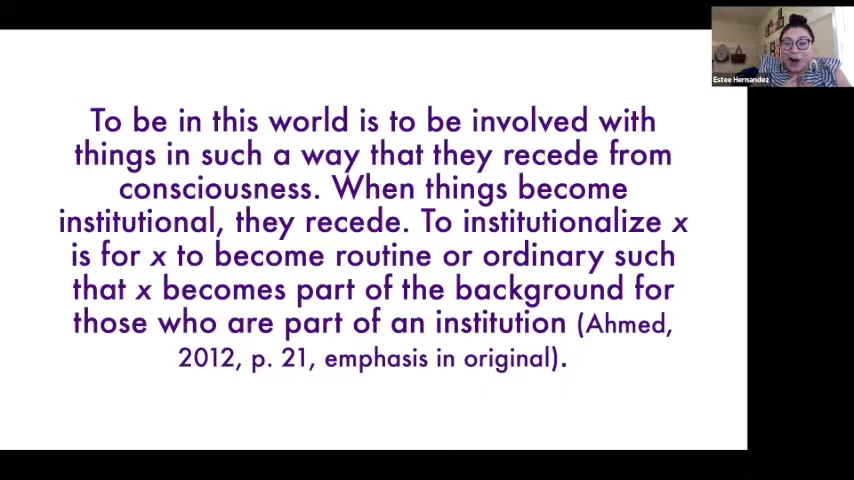 Estee Hernandez
To be in this world is to be involved with
things in such a way that they recede from
consciousness. When things become
institutional, they recede. To institutionalize x
is for x to become routine or ordinary such
that x becomes part of the background for
those who are part of an institution (Ahmed,
2012, p. 21, emphasis in original).